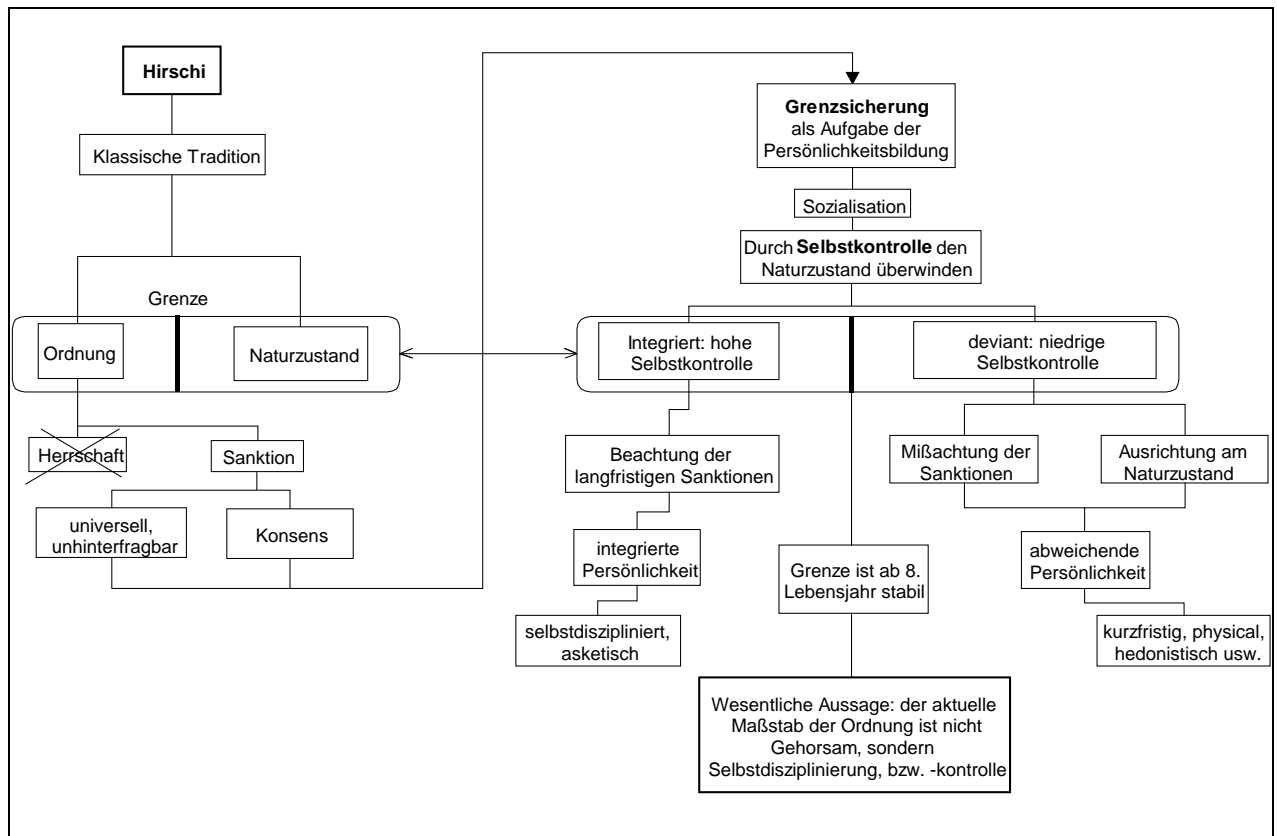 Hirschi
Klassische Tradition
Grenze
Ordnung
Naturzustand
Herrschaft
Sanktion
universell,
unhinterfragbar
Konsens
Grenzsicherung
als Aufgabe der
Persönlichkeitsbildung
Sozialisation
Durch Selbstkontrolle den
Naturzustand überwinden
Integriert: hohe
Selbstkontrolle
deviant: niedrige
Selbstkontrolle
Beachtung der
langfristigen Sanktionen
Mißachtung der
Sanktionen
Ausrichtung am
Naturzustand
integrierte
Persönlichkeit
Grenze ist ab 8.
Lebensjahr stabil
abweichende
Persönlichkeit
selbstdiszipliniert,
asketisch
kurzfristig, physical,
hedonistisch usw.
Wesentliche Aussage: der aktuelle
Maßstab der Ordnung ist nicht
Gehorsam, sondern
Selbstdisziplinierung, bzw. -kontrolle